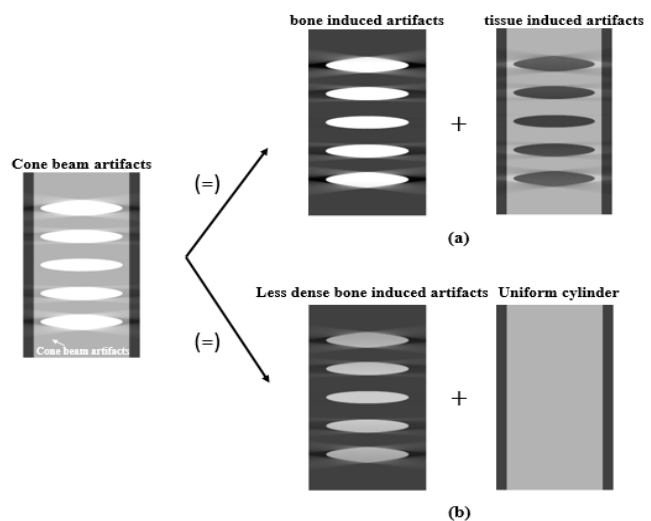 bone induced artifacts
tissue induced artifacts
+
(a)
Cone beam artifacts
(=)
Cone beam artifacts
(=)
Less dense bone induced artifacts
Uniform cylinder
+
(b)